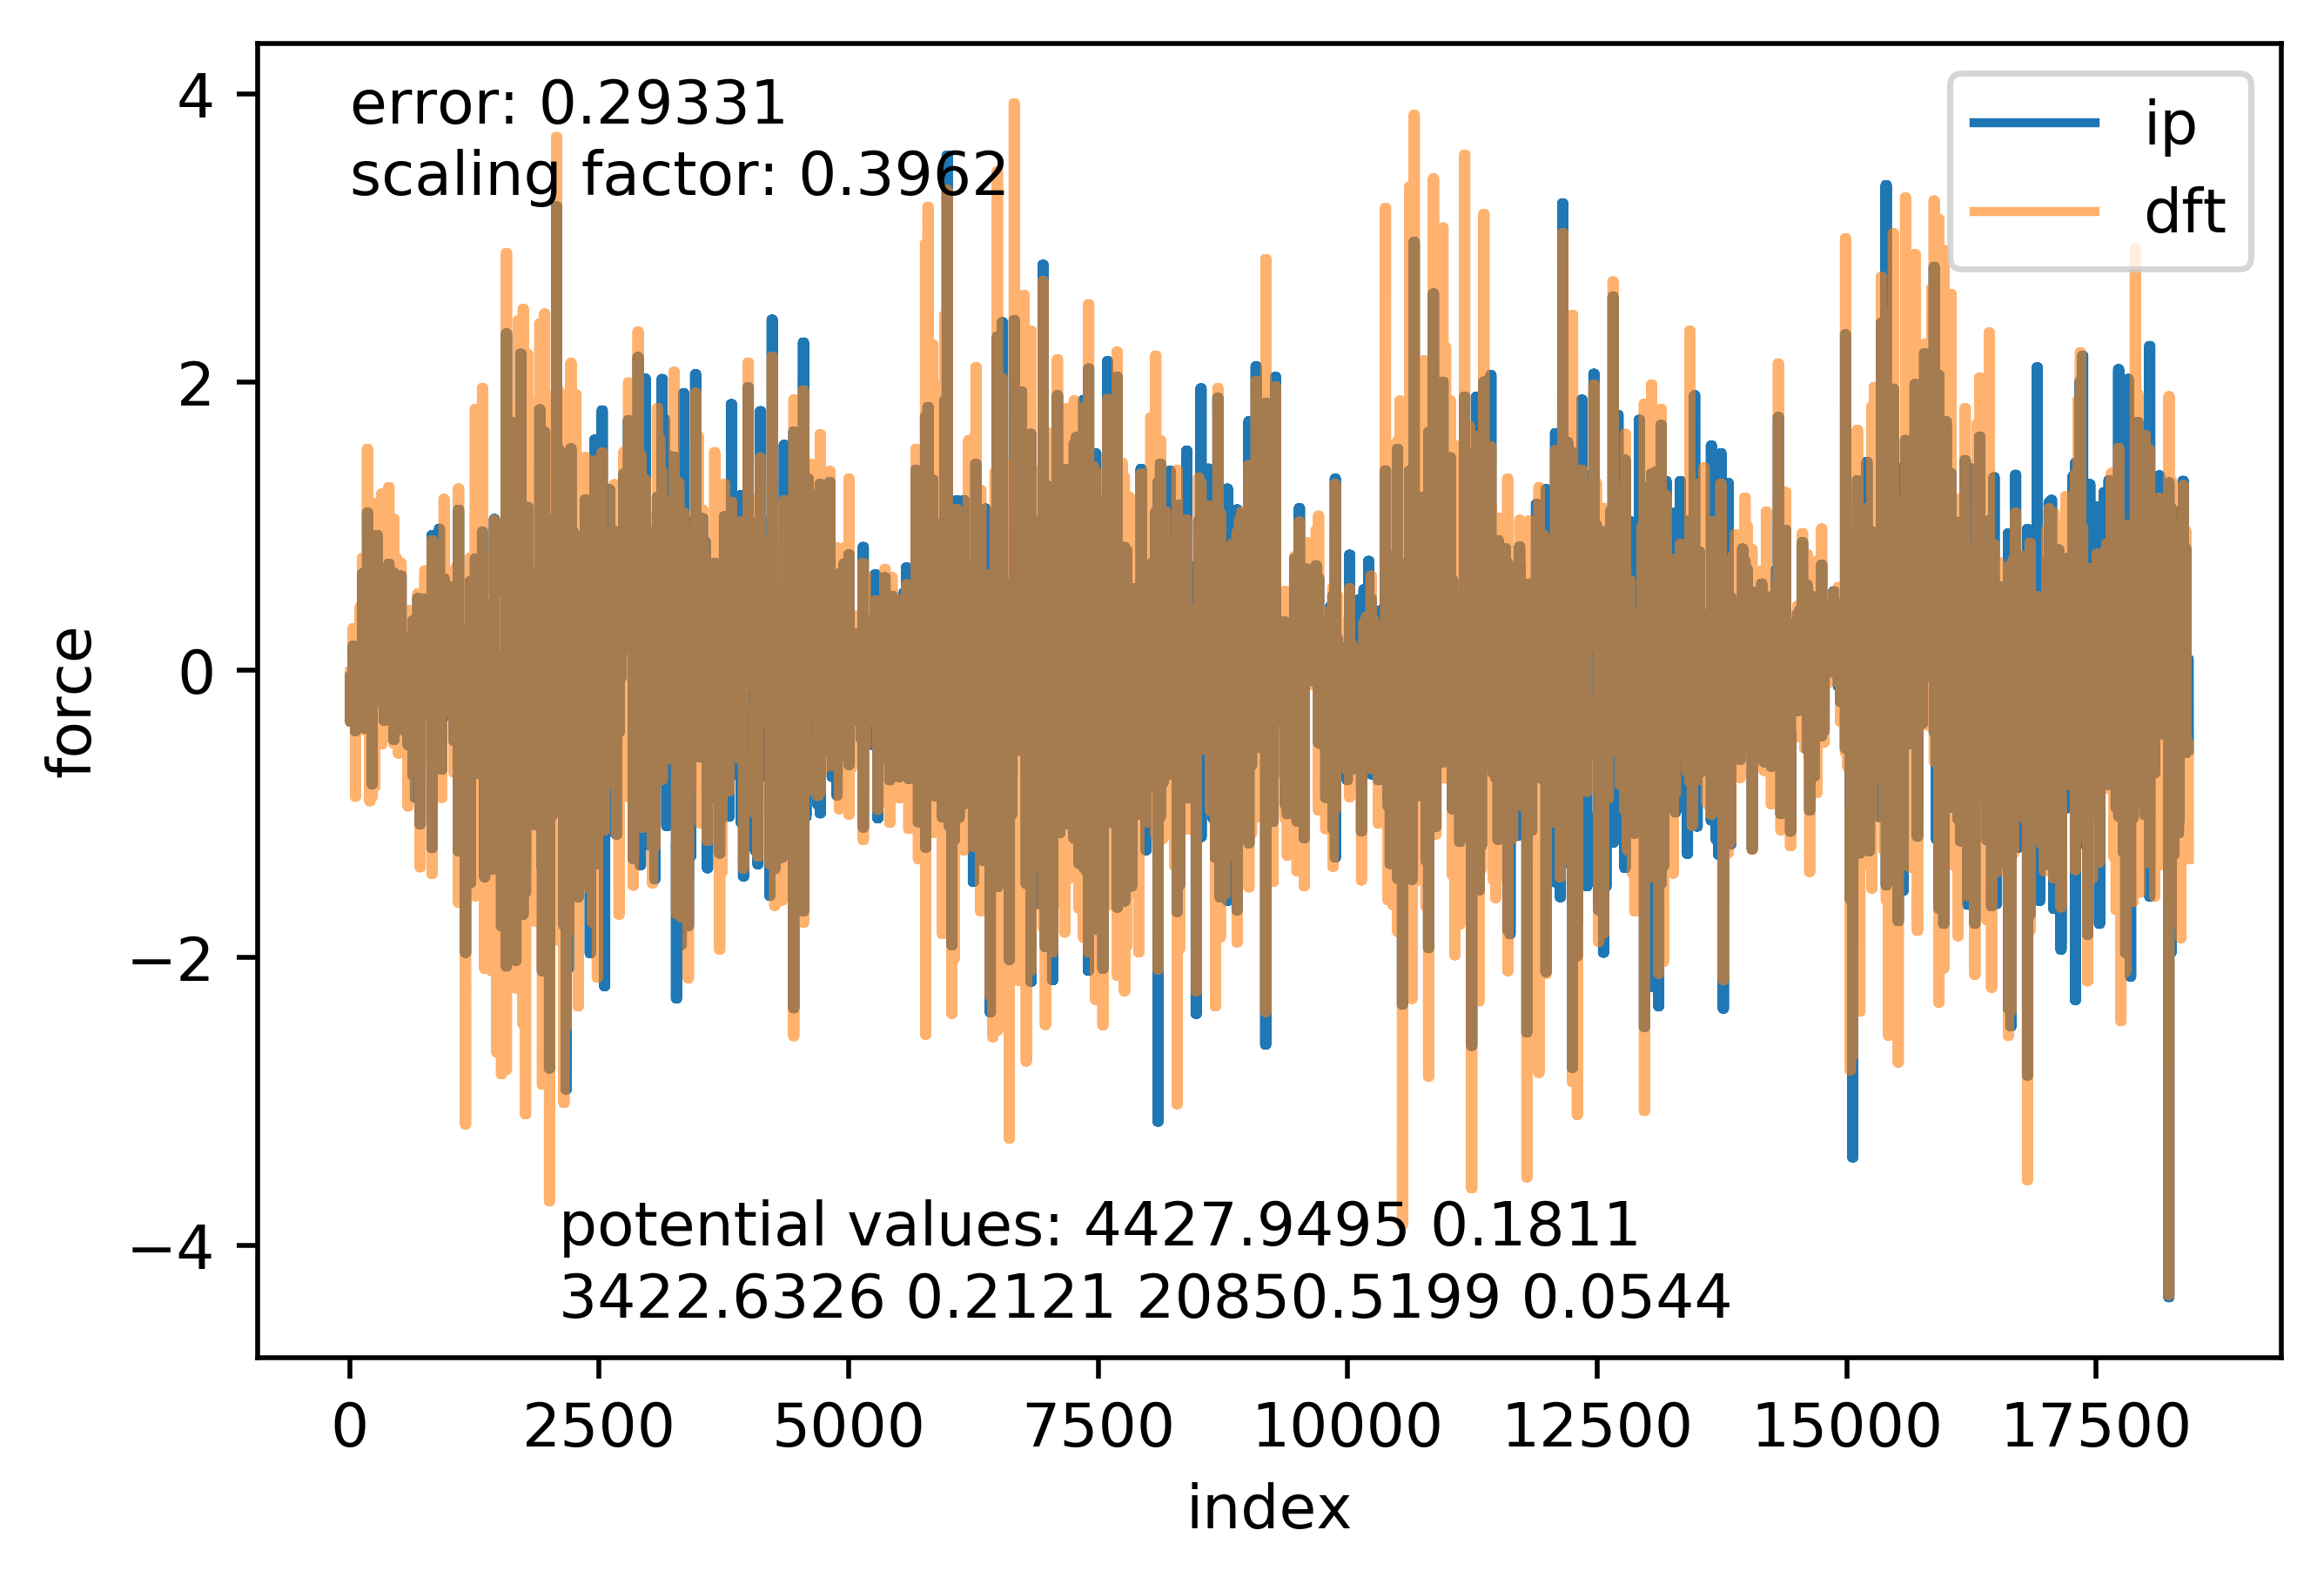 error: 0.29331
scaling factor: 0.3962
ip
dft
4
2
0
−2
−4
force
potential values: 4427.9495 0.1811
3422.6326 0.2121 20850.5199 0.0544
0 2500 5000 7500 10000 12500 15000 17500
index